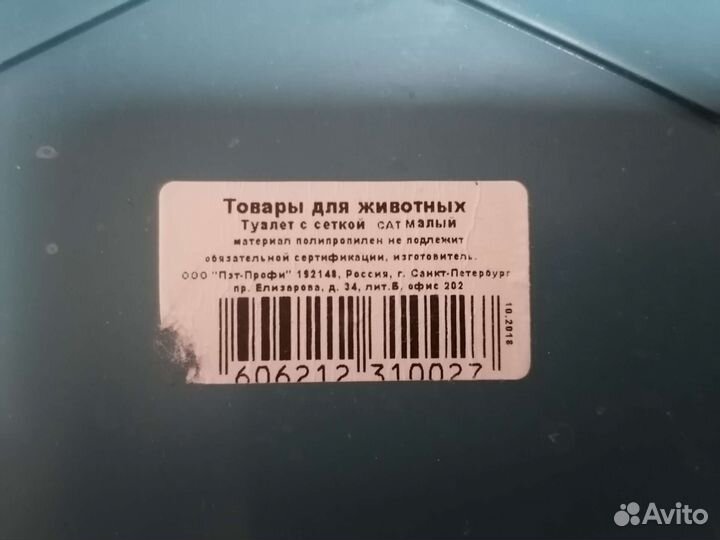 Товары для животных
Туалет с сеткой CAT малый
материал полипропилен не подлежит
обязательной сертификации, изготовитель:
ООО "Пэт-Профи" 192148, Россия, г. Санкт-Петербург
пр. Елизарова, д. 34, лит.Б, офис 202
10.2018
606212 310027
Avito